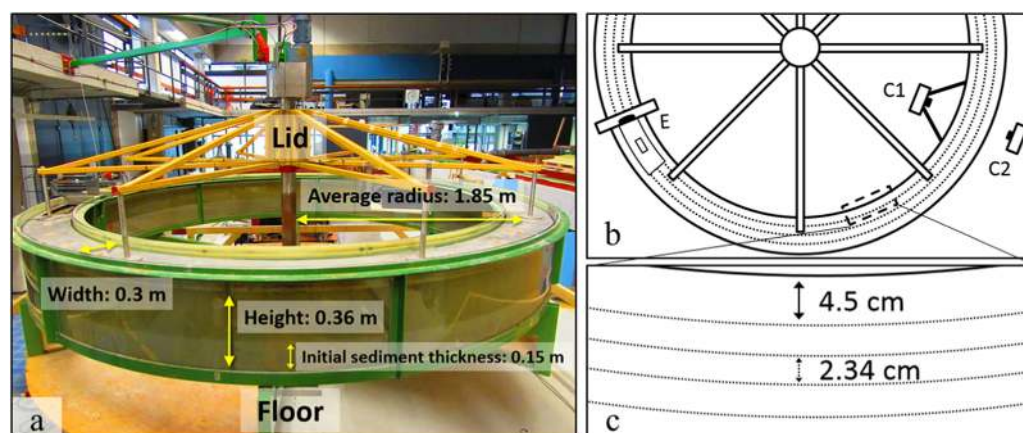 Lid
Average radius: 1.85 m
Width: 0.3 m
Height: 0.36 m
Initial sediment thickness: 0.15 m
Floor
a
C1
E
C2
b
4.5 cm
2.34 cm
c